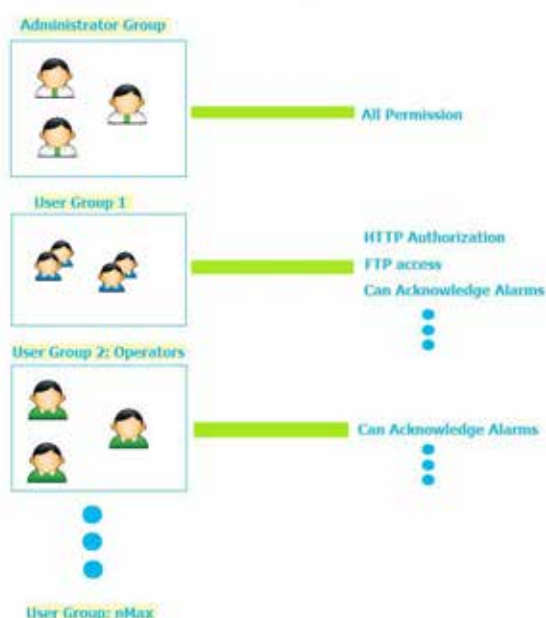 Administrator Group
All Permission
User Group 1
HTTP Authorization
FTP access
Can Acknowledge Alarms
User Group 2: Operators
Can Acknowledge Alarms
User Group: nMax